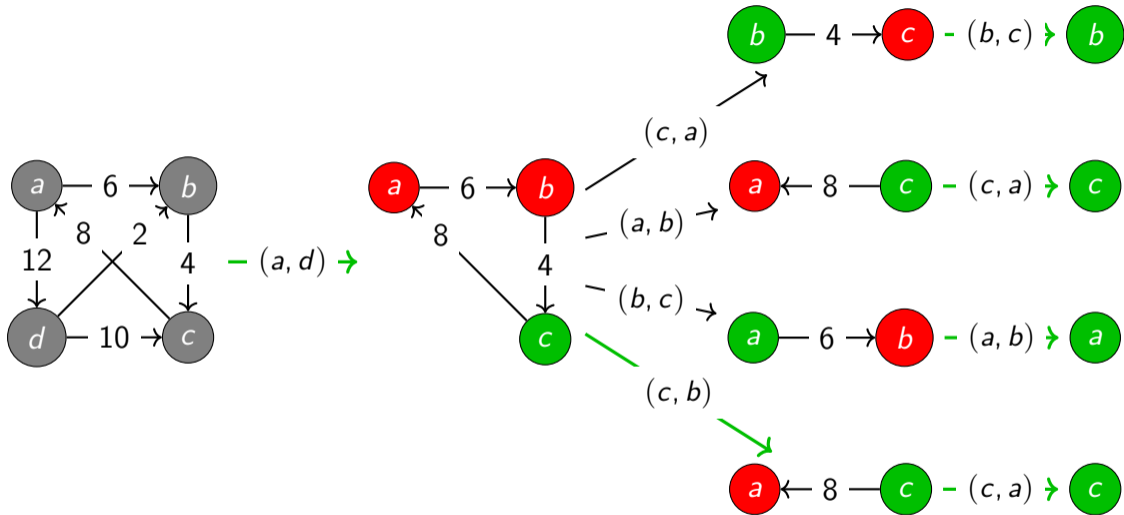 b 4 c (b, c) b
(c, a)
a 6 b a 6 b a 8 c (c, a) c
(a, b)
8 2 8
12 4 (a, d) 4
(b, c)
d 10 c c a 6 b (a, b) a
(c, b)
a 8 c (c, a) c